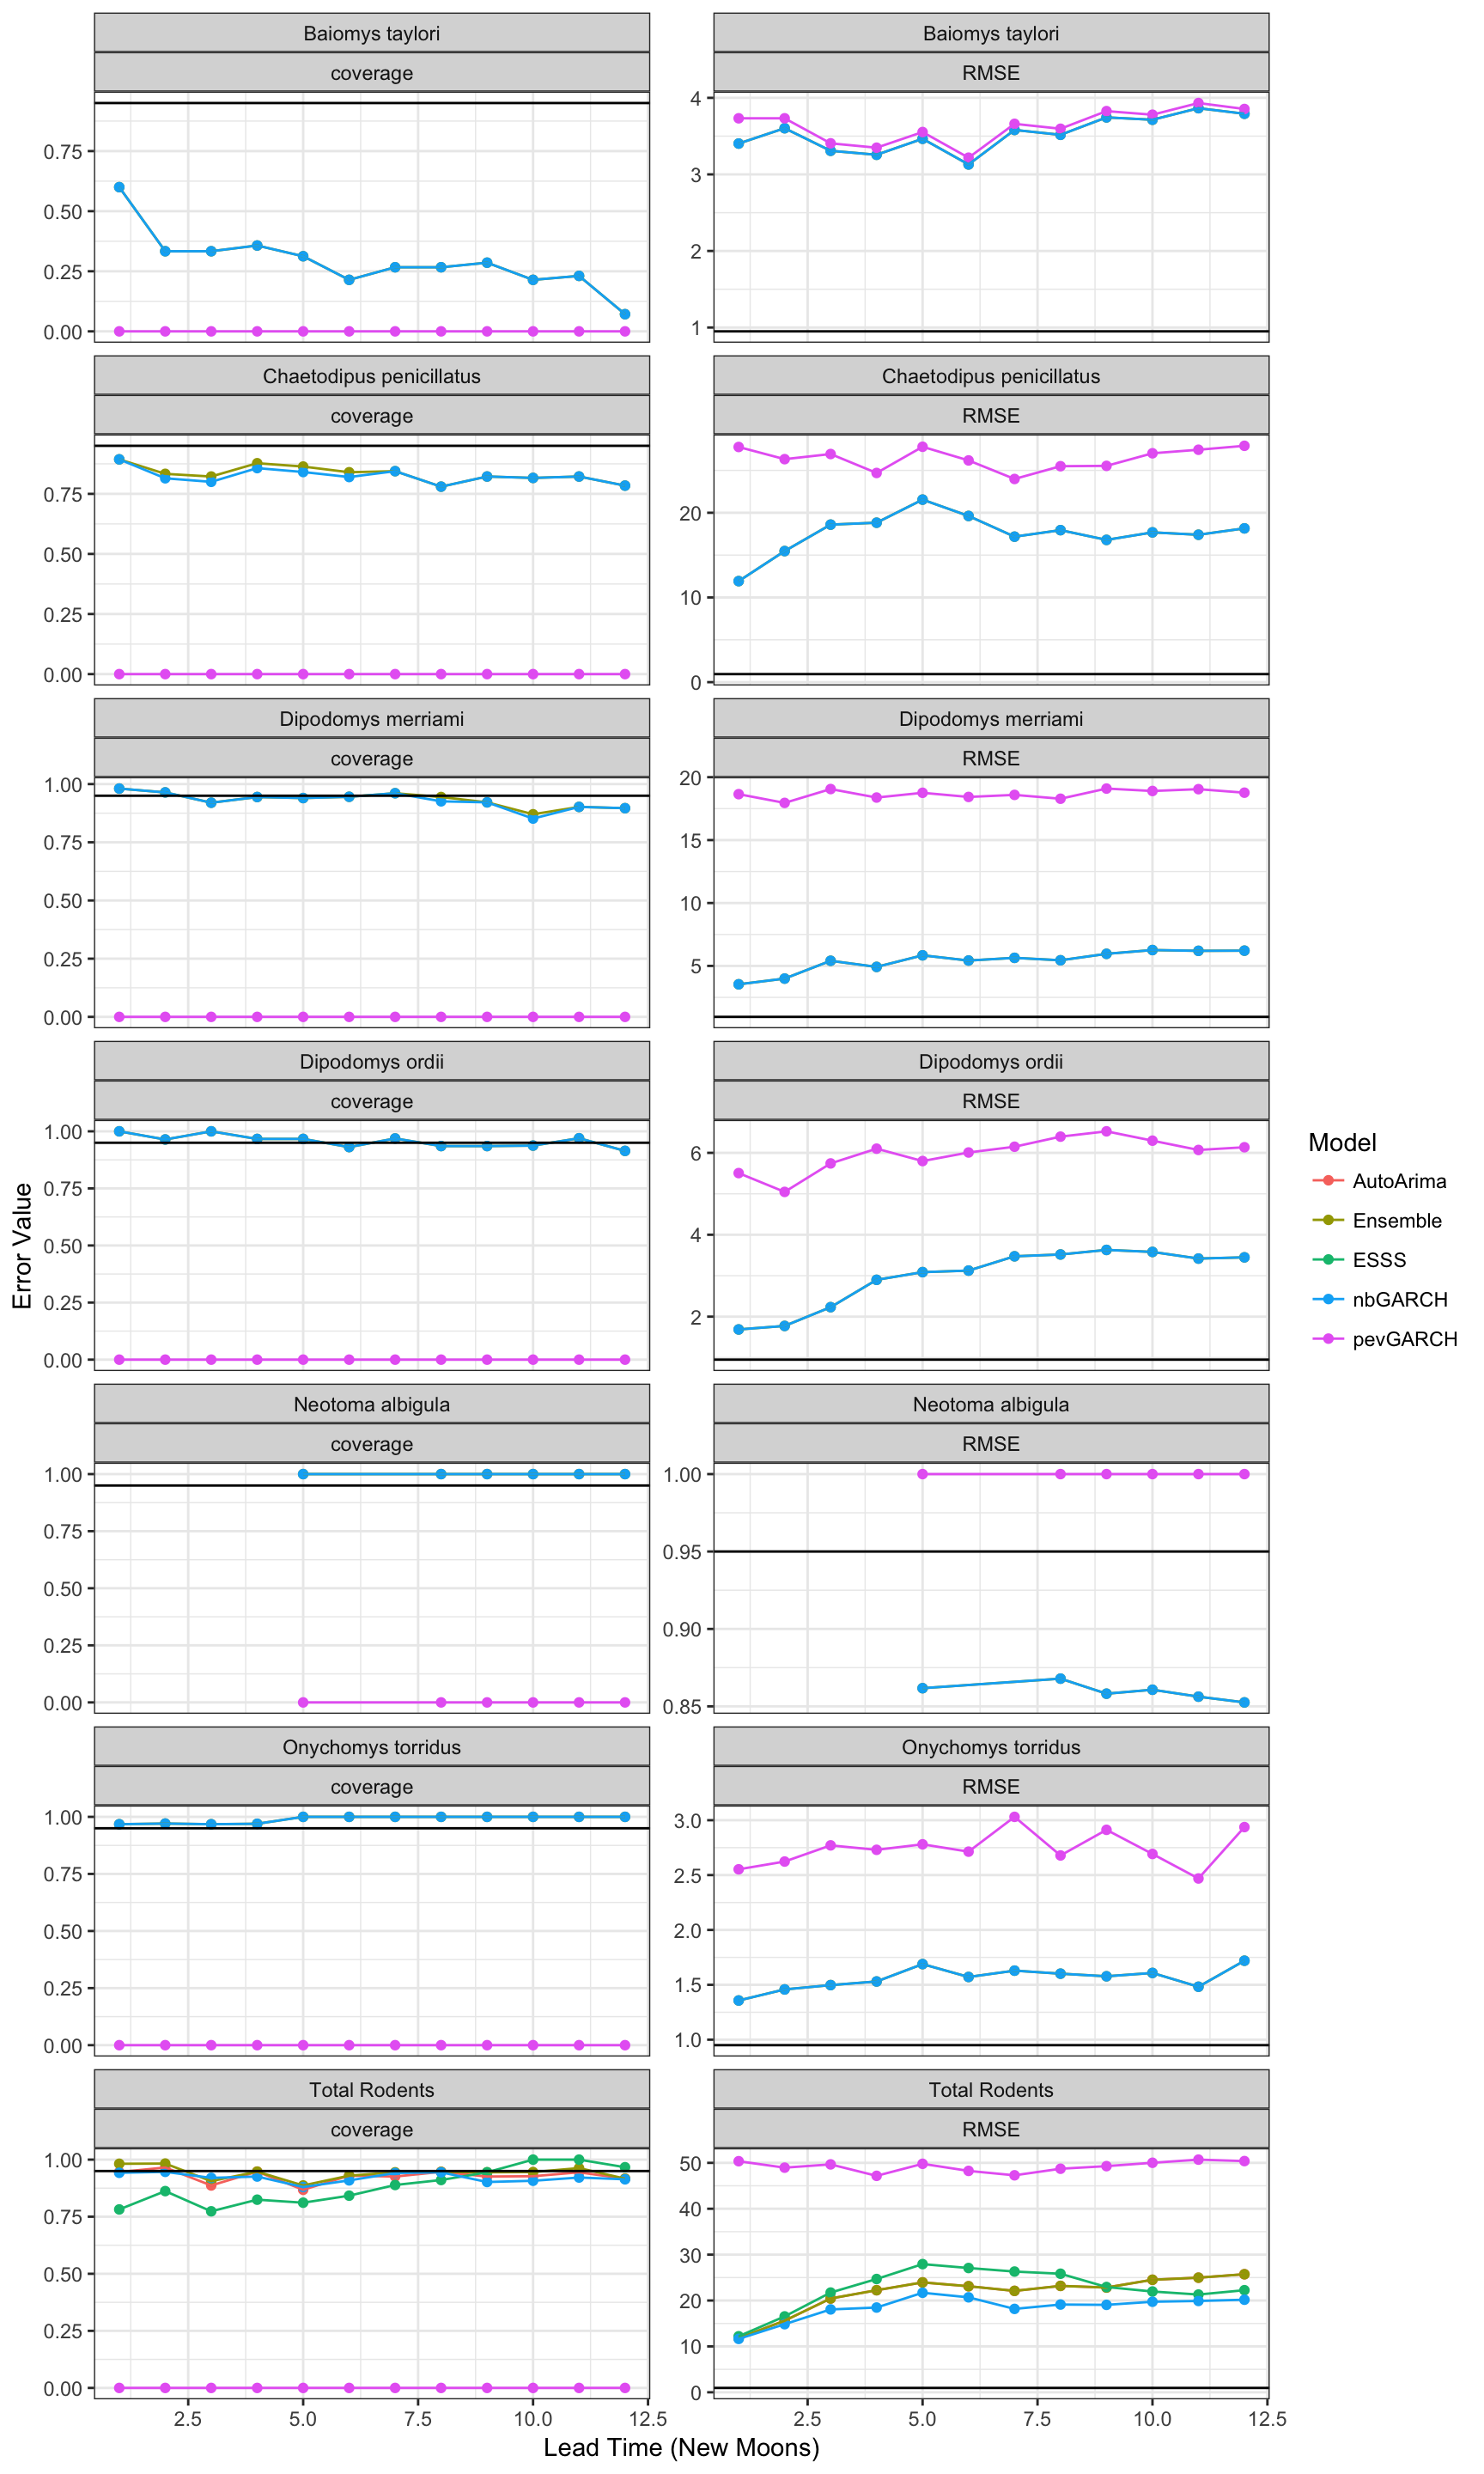 Baiomys taylori
Baiomys taylori
coverage
RMSE
0.75
0.50
0.25
0.00
4
3
2
1
Chaetodipus penicillatus
Chaetodipus penicillatus
coverage
RMSE
0.75
0.50
0.25
0.00
20
10
0
Dipodomys merriami
Dipodomys merriami
coverage
RMSE
1.00
0.75
0.50
0.25
0.00
20
15
10
5
Dipodomys ordii
Dipodomys ordii
coverage
RMSE
1.00
0.75
0.50
0.25
0.00
6
4
2
Neotoma albigula
Neotoma albigula
coverage
RMSE
1.00
0.75
0.50
0.25
0.00
1.00
0.95
0.90
0.85
Onychomys torridus
Onychomys torridus
coverage
RMSE
1.00
0.75
0.50
0.25
0.00
3.0
2.5
2.0
1.5
1.0
Total Rodents
Total Rodents
coverage
RMSE
1.00
0.75
0.50
0.25
0.00
50
40
30
20
10
0
2.5 5.0 7.5 10.0 12.5
2.5 5.0 7.5 10.0 12.5
Lead Time (New Moons)
Error Value
Model
AutoArima
Ensemble
ESSS
nbGARCH
pevGARCH